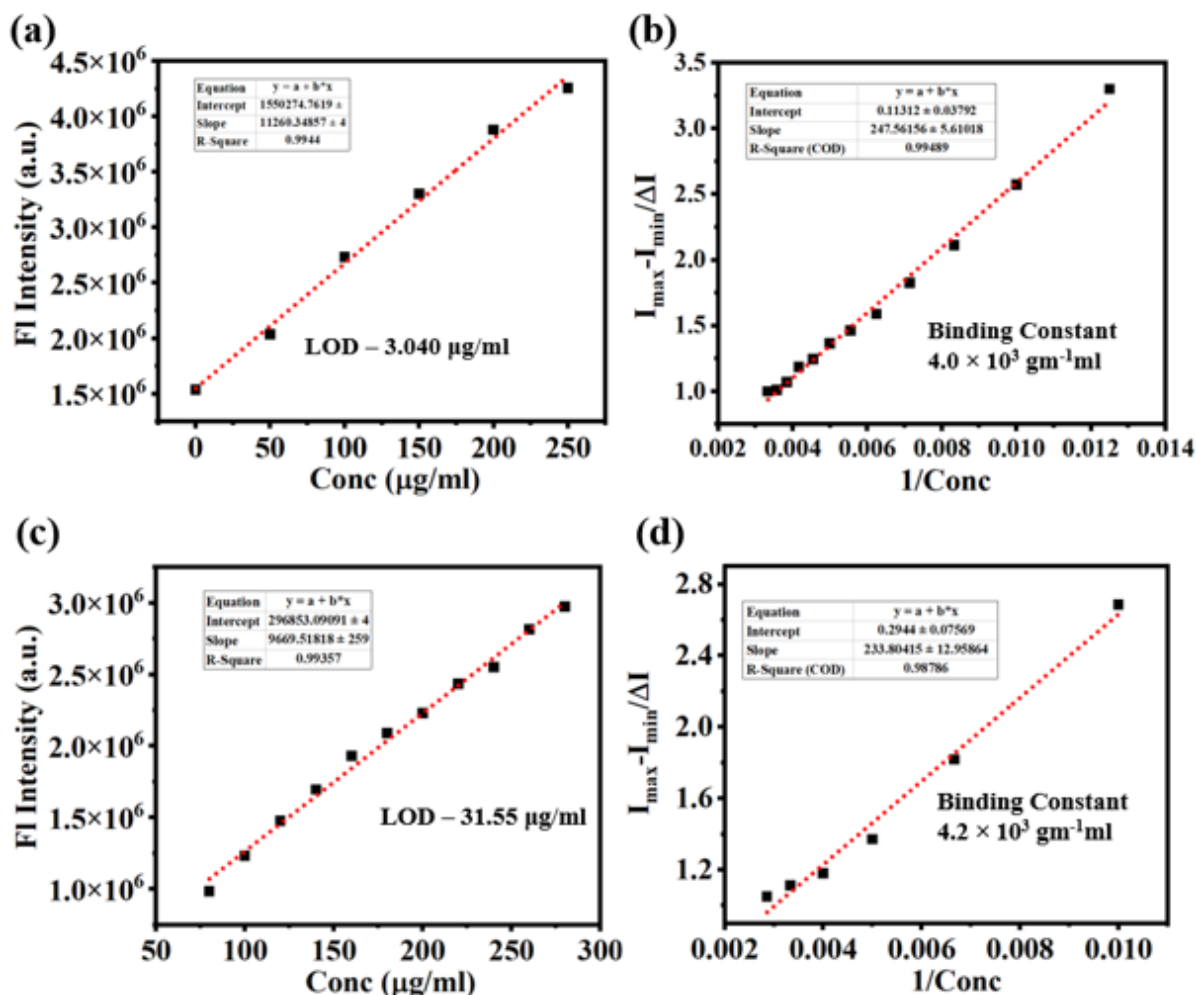 (a)
Fl Intensity (a.u.)
4.5×10⁶
4.0×10⁶
3.5×10⁶
3.0×10⁶
2.5×10⁶
2.0×10⁶
1.5×10⁶
Equation y = a + b*x
Intercept 1550274.7619 ±
Slope 11260.34857 ± 4
R-Square 0.9944
LOD – 3.040 µg/ml
0 50 100 150 200 250
Conc (µg/ml)
(b)
I_max-I_min/ΔI
3.5
3.0
2.5
2.0
1.5
1.0
Equation y = a + b*x
Intercept 0.11312 ± 0.03792
Slope 247.56156 ± 5.61018
R-Square (COD) 0.99489
Binding Constant
4.0 × 10³ gm⁻¹ml
0.002 0.004 0.006 0.008 0.010 0.012 0.014
1/Conc
(c)
Fl Intensity (a.u.)
3.0×10⁶
2.5×10⁶
2.0×10⁶
1.5×10⁶
1.0×10⁶
Equation y = a + b*x
Intercept 296853.09091 ± 4
Slope 9669.51818 ± 259
R-Square 0.99357
LOD – 31.55 µg/ml
50 100 150 200 250 300
Conc (µg/ml)
(d)
I_max-I_min/ΔI
2.8
2.4
2.0
1.6
1.2
Equation y = a + b*x
Intercept 0.2944 ± 0.07569
Slope 233.80415 ± 12.95864
R-Square (COD) 0.98786
Binding Constant
4.2 × 10³ gm⁻¹ml
0.002 0.004 0.006 0.008 0.010
1/Conc